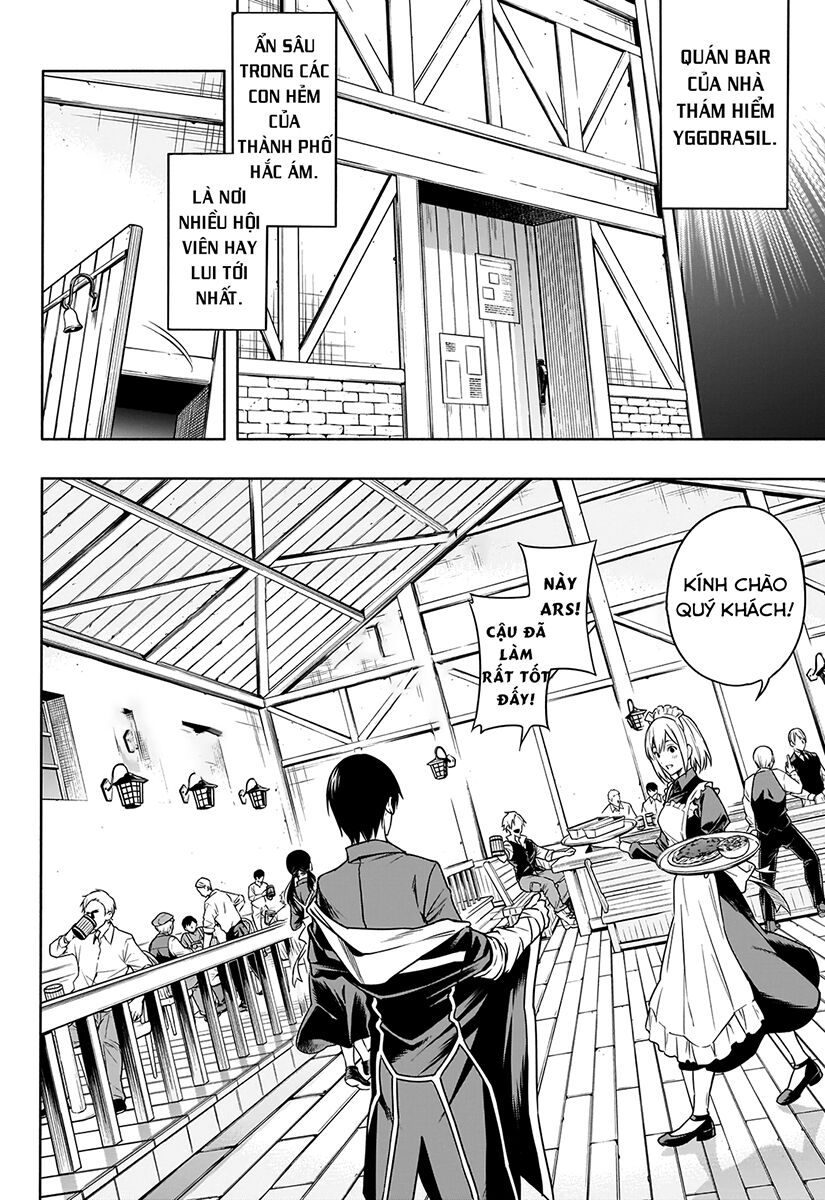 QUÁN BAR
CỦA NHÀ
THÁM HIỂM
YGGDRASIL.
ẨN SÂU
TRONG CÁC
CON HẺM
CỦA
THÀNH PHỐ
HẮC ÁM.
LÀ NƠI
NHIỀU HỘI
VIÊN HAY
LUI TỚI
NHẤT.
KÍNH CHÀO
QUÝ KHÁCH!
NÀY
ARS!
CẬU ĐÃ
LÀM
RẤT TỐT
ĐẤY!